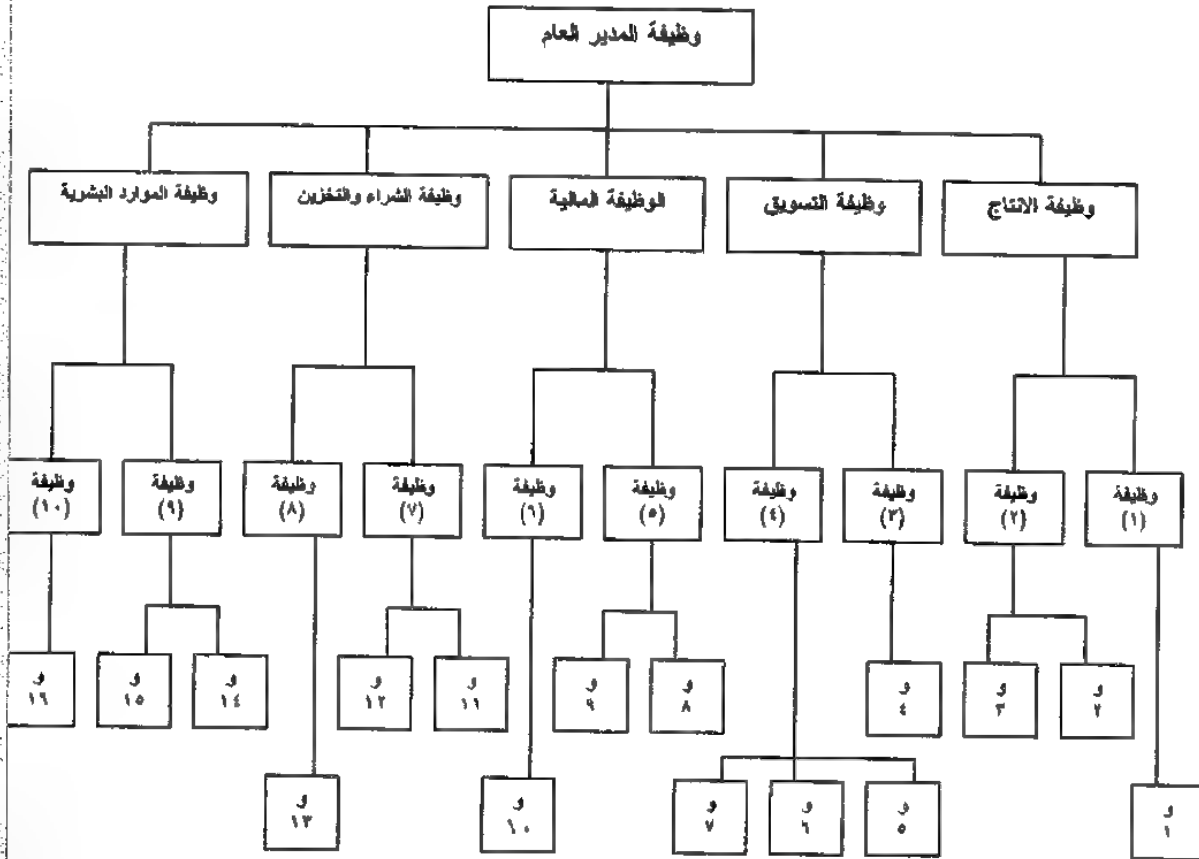 وظيفة المدير العام
وظيفة الانتاج
وظيفة التسويق
الوظيفة المالية
وظيفة الشراء والتخزين
وظيفة الموارد البشرية
وظيفة
(١)
وظيفة
(٢)
وظيفة
(٣)
وظيفة
(٤)
وظيفة
(٥)
وظيفة
(٦)
وظيفة
(٧)
وظيفة
(٨)
وظيفة
(٩)
وظيفة
(١٠)
و
٢
و
٣
و
٤
و
٨
و
٩
و
١١
و
١٢
و
١٤
و
١٥
و
١٦
و
١
و
٥
و
٦
و
٧
و
١٠
و
١٣